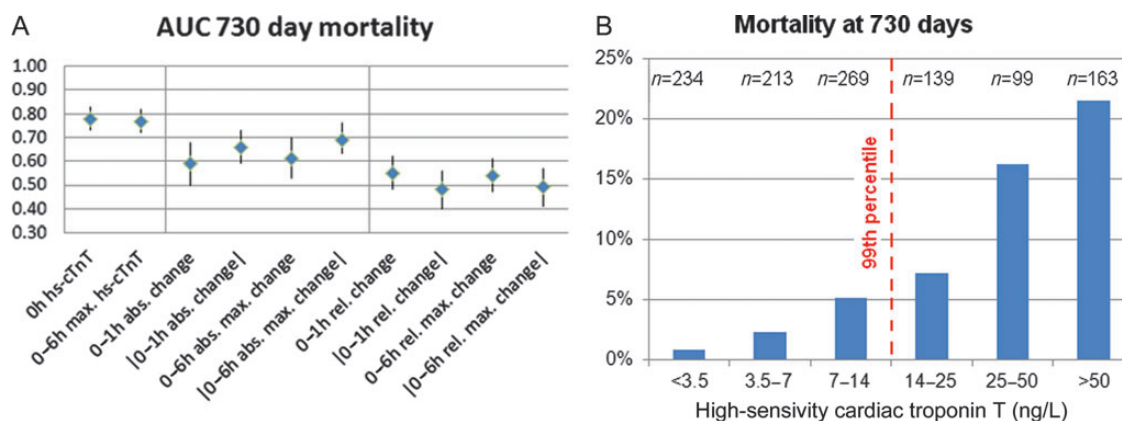 A
AUC 730 day mortality
1.00
0.90
0.80
0.70
0.60
0.50
0.40
0.30
0h hs-cTnT
0–6h max. hs-cTnT
0–1h abs. change
|0–1h abs. change|
0–6h abs. max. change
|0–6h abs. max. change|
0–1h rel. change
|0–1h rel. change|
0–6h rel. max. change
|0–6h rel. max. change|
B
Mortality at 730 days
25%
20%
15%
10%
5%
0%
n=234 n=213 n=269 n=139 n=99 n=163
99th percentile
<3.5 3.5–7 7–14 14–25 25–50 >50
High-sensivity cardiac troponin T (ng/L)